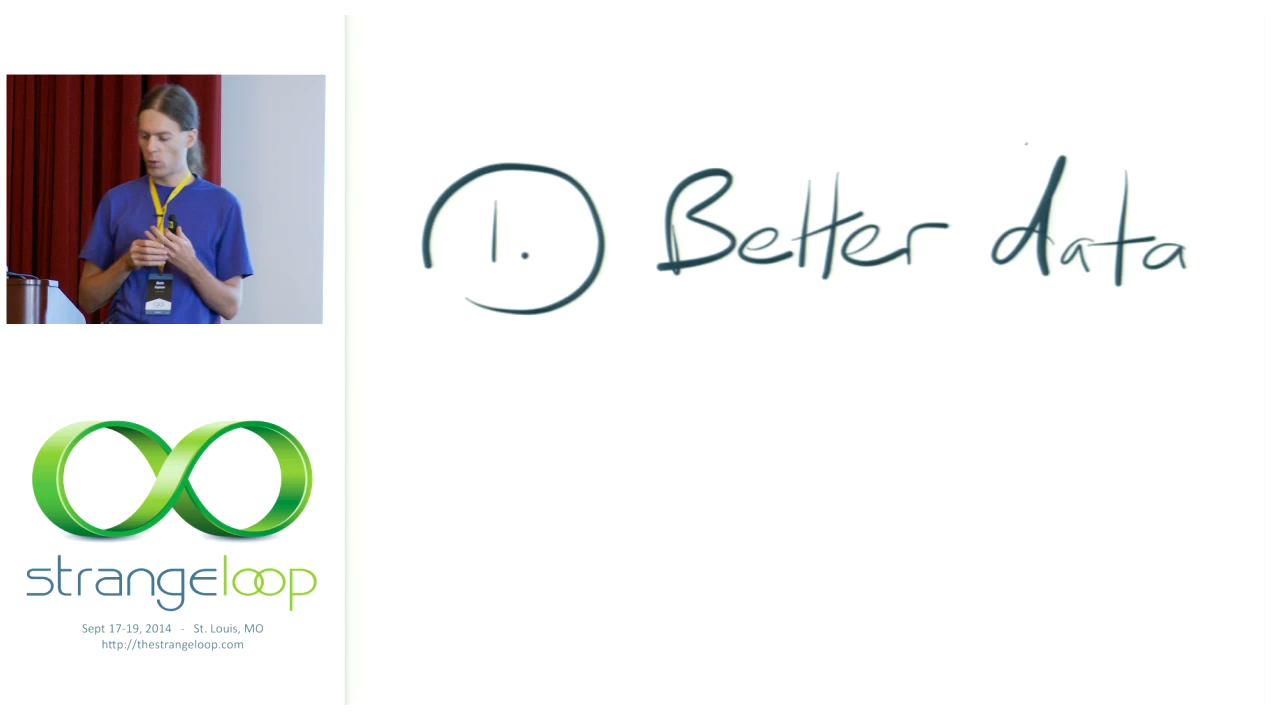 1. Better data
strangeloop
Sept 17-19, 2014 - St. Louis, MO
http://thestrangeloop.com